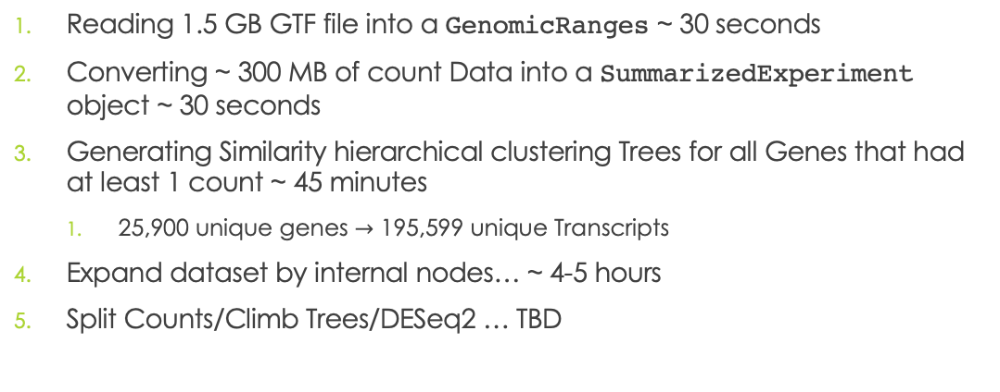 1. Reading 1.5 GB GTF file into a GenomicRanges ~ 30 seconds
2. Converting ~ 300 MB of count Data into a SummarizedExperiment
object ~ 30 seconds
3. Generating Similarity hierarchical clustering Trees for all Genes that had
at least 1 count ~ 45 minutes
1. 25,900 unique genes → 195,599 unique Transcripts
4. Expand dataset by internal nodes… ~ 4-5 hours
5. Split Counts/Climb Trees/DESeq2 … TBD